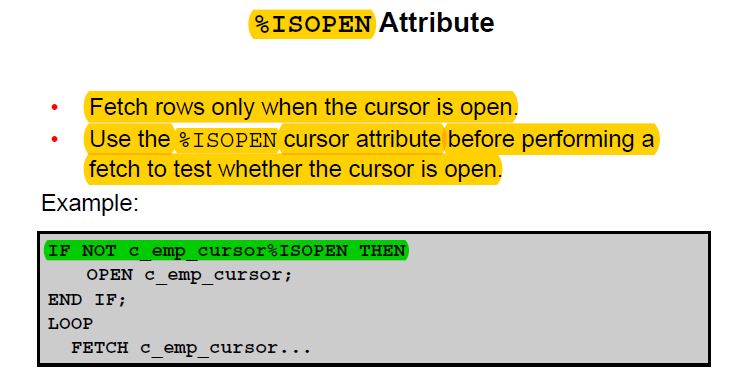 %ISOPEN Attribute
• Fetch rows only when the cursor is open.
• Use the %ISOPEN cursor attribute before performing a
fetch to test whether the cursor is open.
Example:
IF NOT c_emp_cursor%ISOPEN THEN
OPEN c_emp_cursor;
END IF;
LOOP
FETCH c_emp_cursor...